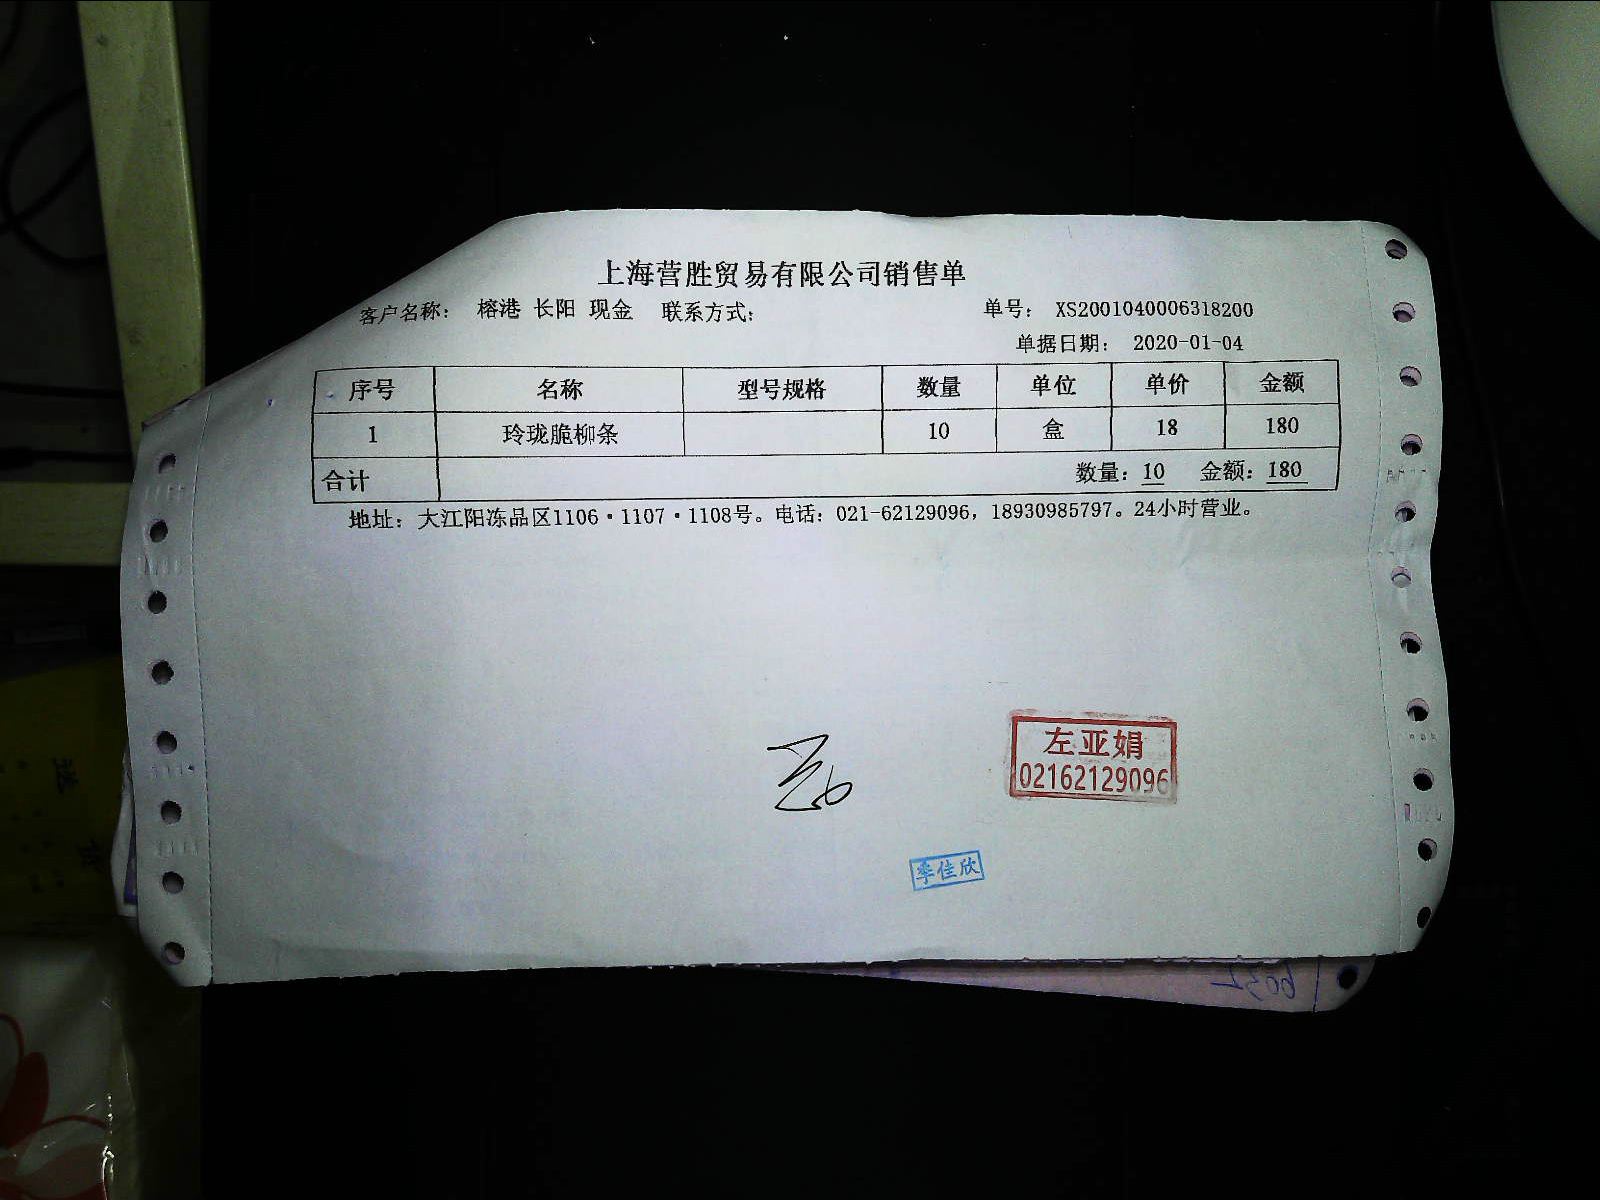 上海营胜贸易有限公司销售单
客户名称： 榕港 长阳 现金 联系方式： 单号： XS2001040006318200
单据日期： 2020-01-04
序号 名称 型号规格 数量 单位 单价 金额
1 玲珑脆柳条 10 盒 18 180
合计 数量：10 金额：180
地址：大江阳冻品区1106·1107·1108号。电话：021-62129096，18930985797。24小时营业。
左亚娟
02162129096
季佳欣